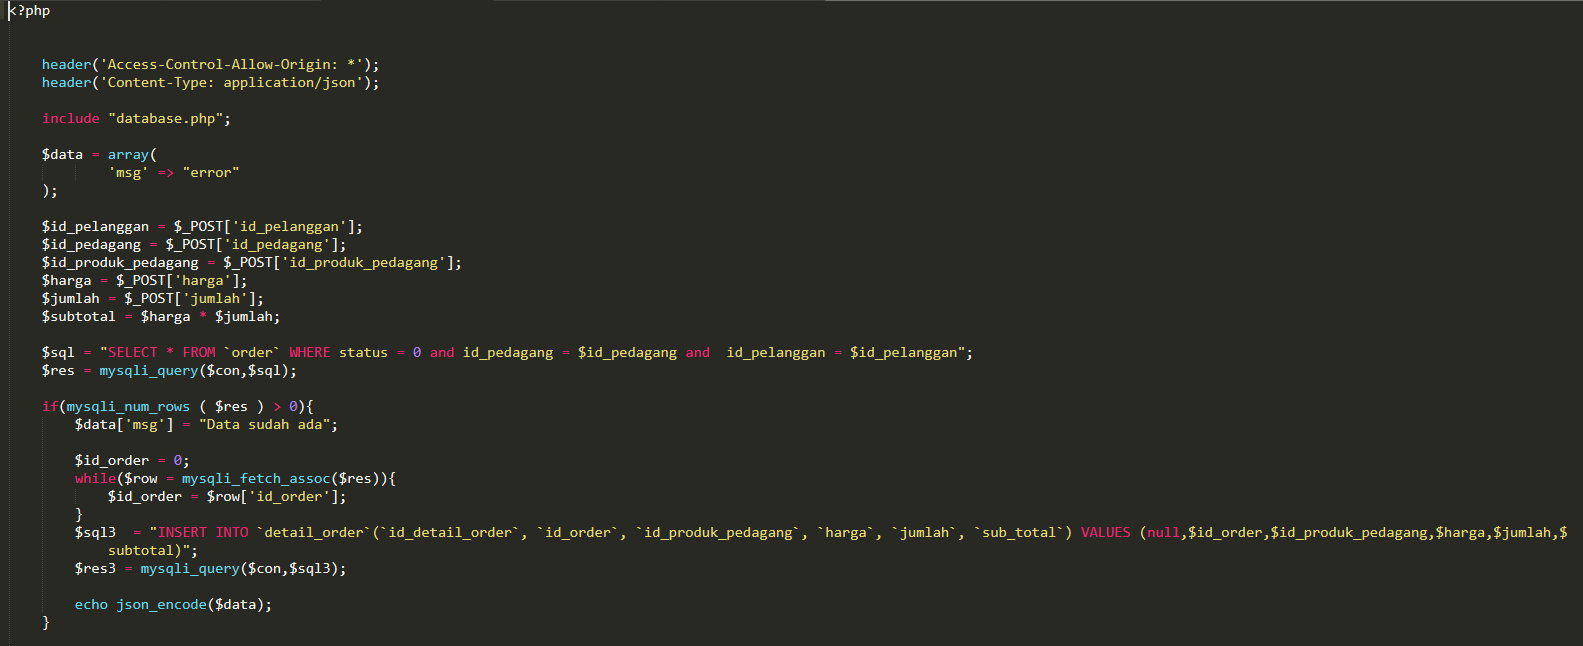 <?php
header('Access-Control-Allow-Origin: *');
header('Content-Type: application/json');
include "database.php";
$data = array(
'msg' => "error"
);
$id_pelanggan = $_POST['id_pelanggan'];
$id_pedagang = $_POST['id_pedagang'];
$id_produk_pedagang = $_POST['id_produk_pedagang'];
$harga = $_POST['harga'];
$jumlah = $_POST['jumlah'];
$subtotal = $harga * $jumlah;
$sql = "SELECT * FROM `order` WHERE status = 0 and id_pedagang = $id_pedagang and  id_pelanggan = $id_pelanggan";
$res = mysqli_query($con,$sql);
if(mysqli_num_rows ( $res ) > 0){
$data['msg'] = "Data sudah ada";
$id_order = 0;
while($row = mysqli_fetch_assoc($res)){
$id_order = $row['id_order'];
}
$sql3  = "INSERT INTO `detail_order`(`id_detail_order`, `id_order`, `id_produk_pedagang`, `harga`, `jumlah`, `sub_total`) VALUES (null,$id_order,$id_produk_pedagang,$harga,$jumlah,$
subtotal)";
$res3 = mysqli_query($con,$sql3);
echo json_encode($data);
}